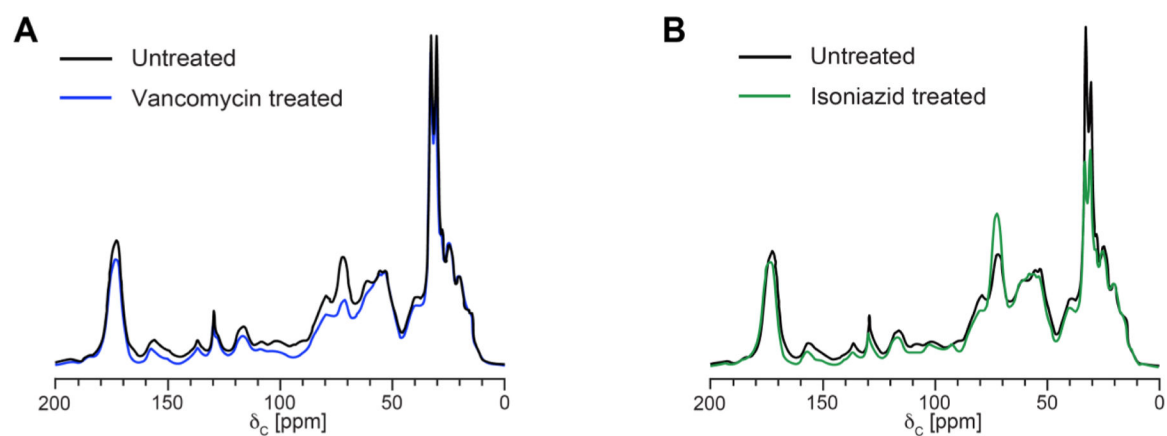 A
Untreated
Vancomycin treated
200 150 100 50 0
δC [ppm]
B
Untreated
Isoniazid treated
200 150 100 50 0
δC [ppm]